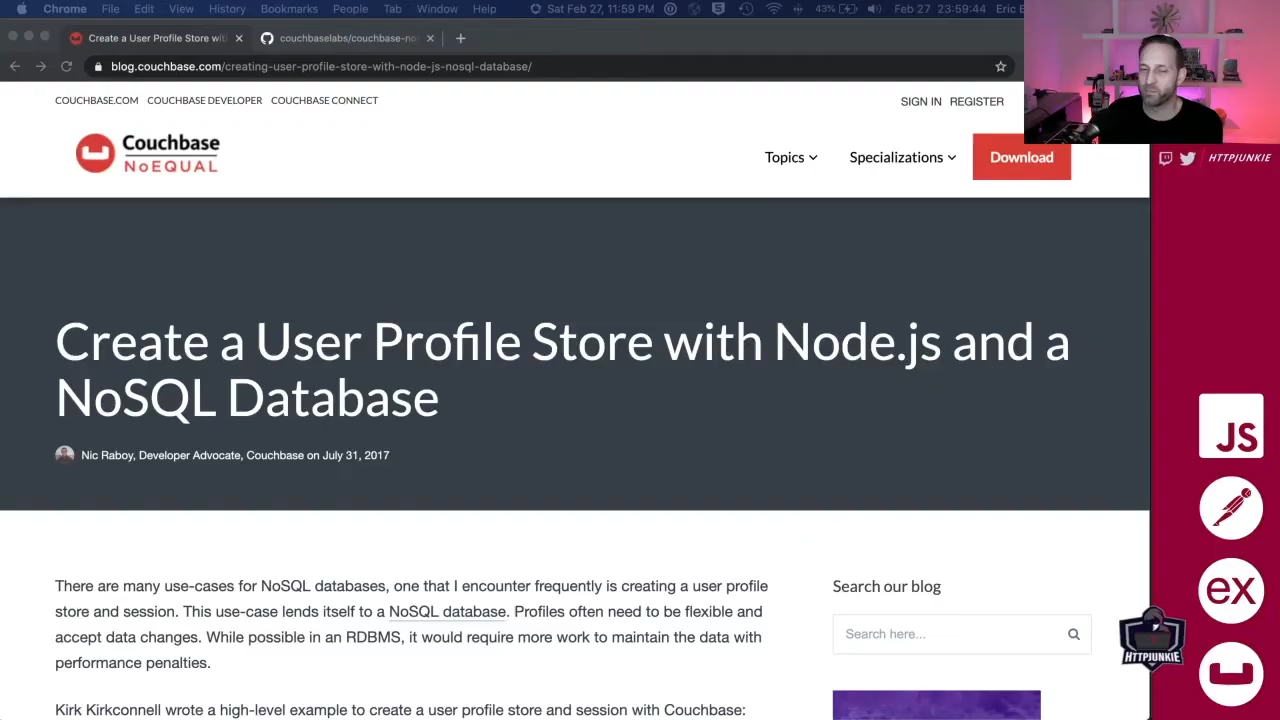 Chrome File Edit View History Bookmarks People Tab Window Help Sat Feb 27, 11:59 PM 43% Feb 27 23:59:44 Eric
Create a User Profile Store with couchbaselabs/couchbase-no
blog.couchbase.com/creating-user-profile-store-with-node-js-nosql-database/
COUCHBASE.COM COUCHBASE DEVELOPER COUCHBASE CONNECT SIGN IN REGISTER
Couchbase
NoEQUAL
Topics Specializations Download
HTTPJUNKIE
Create a User Profile Store with Node.js and a
NoSQL Database
Nic Raboy, Developer Advocate, Couchbase on July 31, 2017
JS
There are many use-cases for NoSQL databases, one that I encounter frequently is creating a user profile
store and session. This use-case lends itself to a NoSQL database. Profiles often need to be flexible and
accept data changes. While possible in an RDBMS, it would require more work to maintain the data with
performance penalties.
Kirk Kirkconnell wrote a high-level example to create a user profile store and session with Couchbase:
Search our blog
Search here...
ex
HTTPJUNKIE